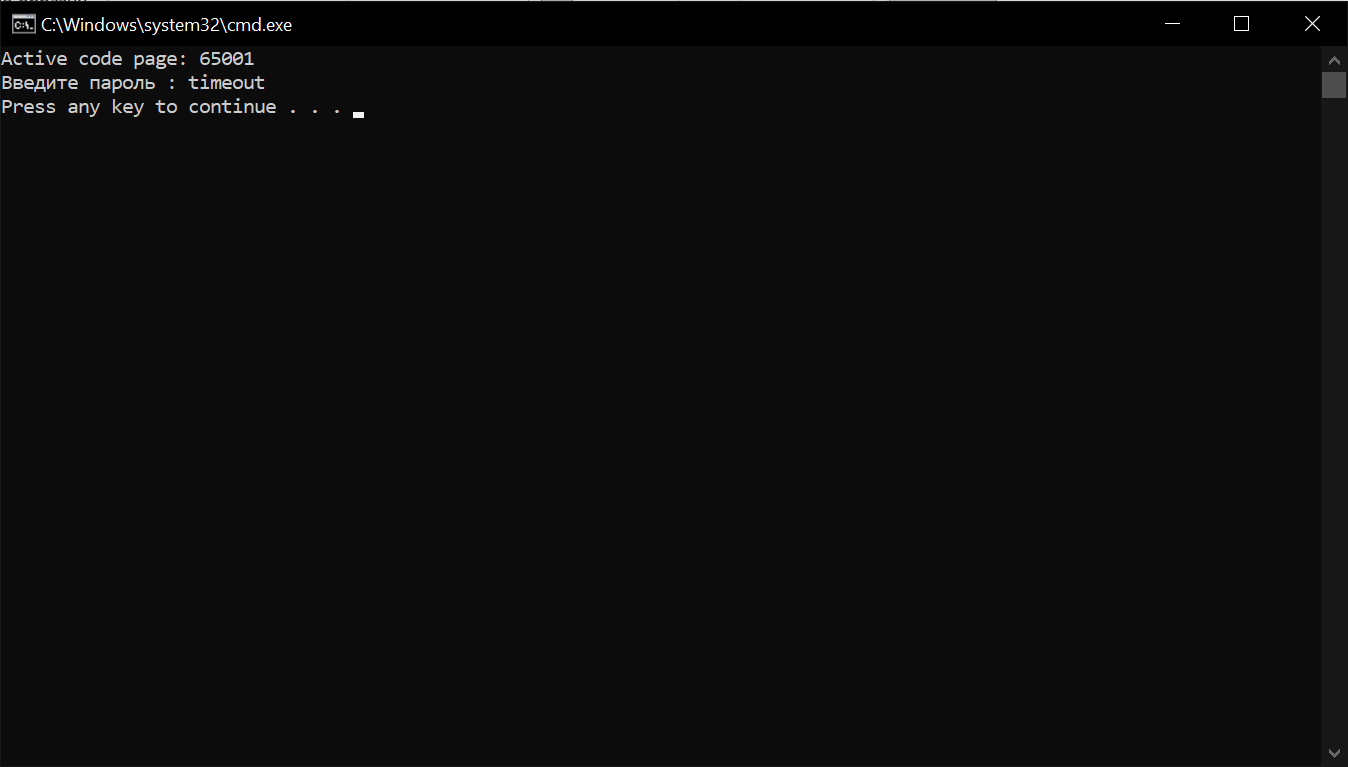 C:\Windows\system32\cmd.exe
Active code page: 65001
Введите пароль : timeout
Press any key to continue . . .